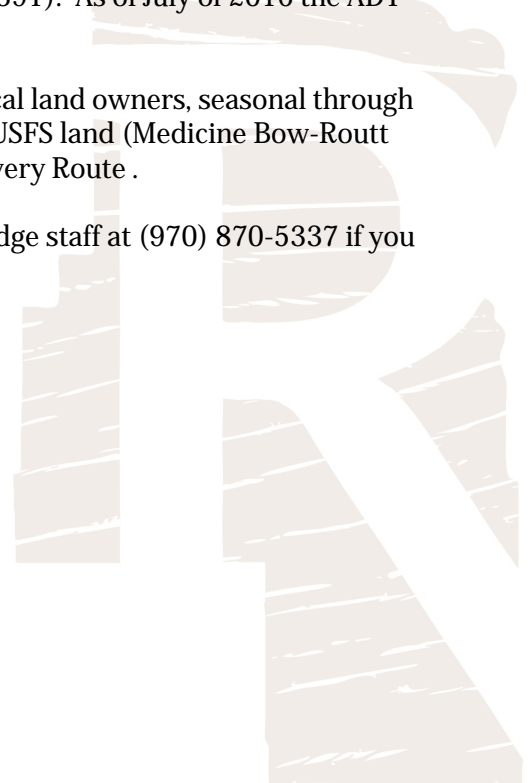 391). As of July of 2016 the ADT
cal land owners, seasonal through
USFS land (Medicine Bow-Routt
very Route .
dge staff at (970) 870-5337 if you